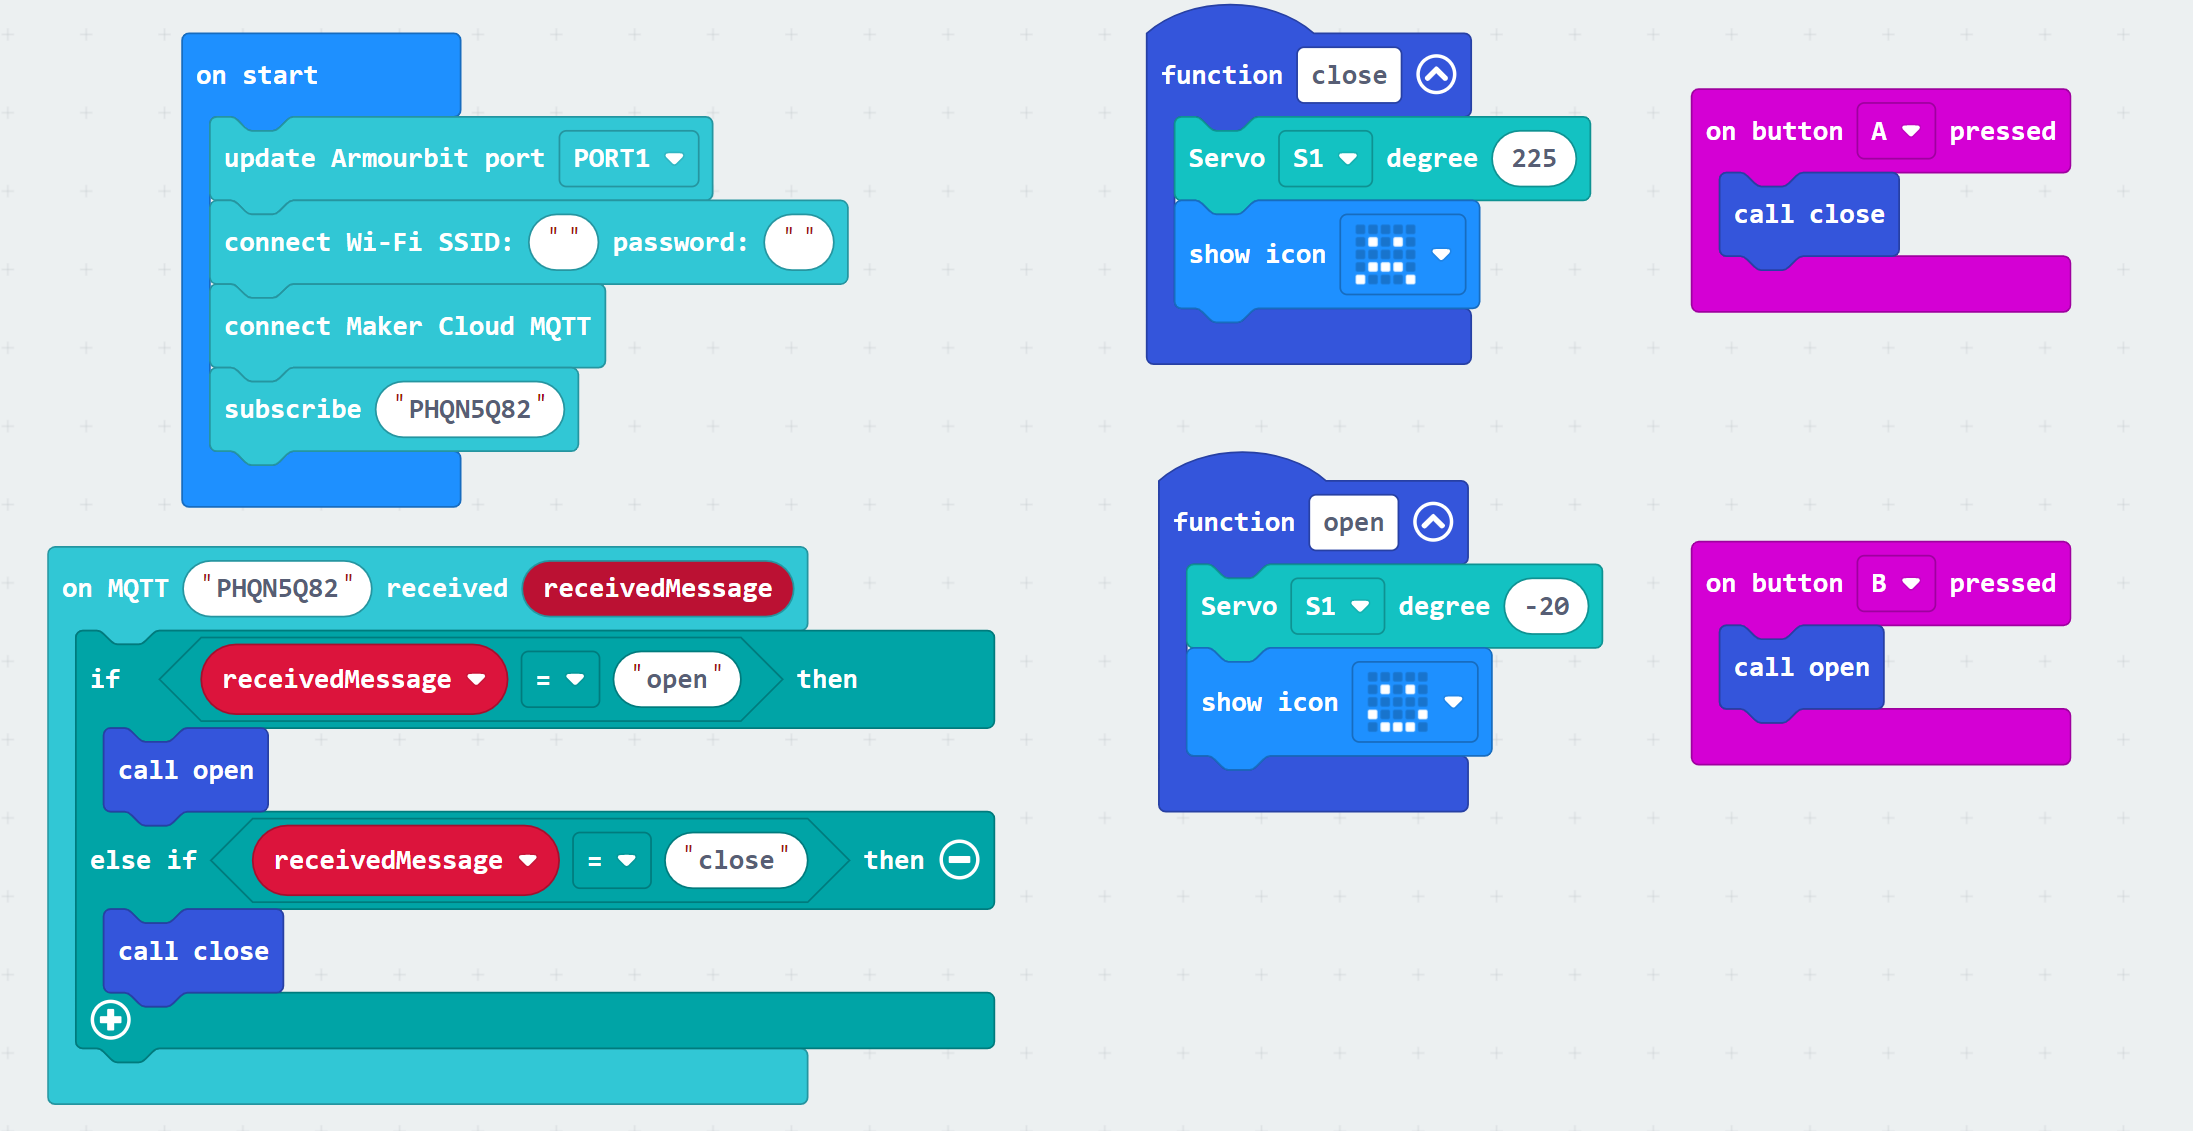 on start
update Armourbit port PORT1
connect Wi-Fi SSID: " " password: " "
connect Maker Cloud MQTT
subscribe "PHQN5Q82"
on MQTT "PHQN5Q82" received receivedMessage
if receivedMessage = "open" then
call open
else if receivedMessage = "close" then
call close
function close
Servo S1 degree 225
show icon
function open
Servo S1 degree -20
show icon
on button A pressed
call close
on button B pressed
call open